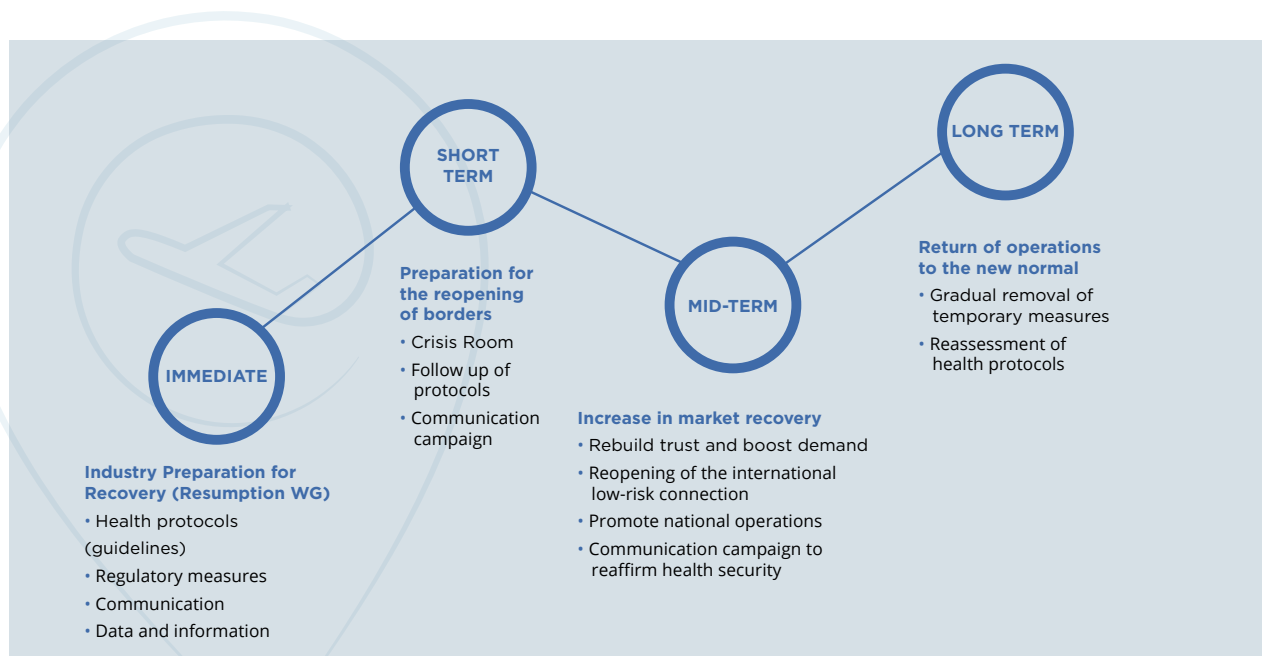 IMMEDIATE
Industry Preparation for
Recovery (Resumption WG)
• Health protocols
(guidelines)
• Regulatory measures
• Communication
• Data and information
SHORT
TERM
Preparation for
the reopening
of borders
• Crisis Room
• Follow up of
protocols
• Communication
campaign
MID-TERM
Increase in market recovery
• Rebuild trust and boost demand
• Reopening of the international
low-risk connection
• Promote national operations
• Communication campaign to
reaffirm health security
LONG TERM
Return of operations
to the new normal
• Gradual removal of
temporary measures
• Reassessment of
health protocols